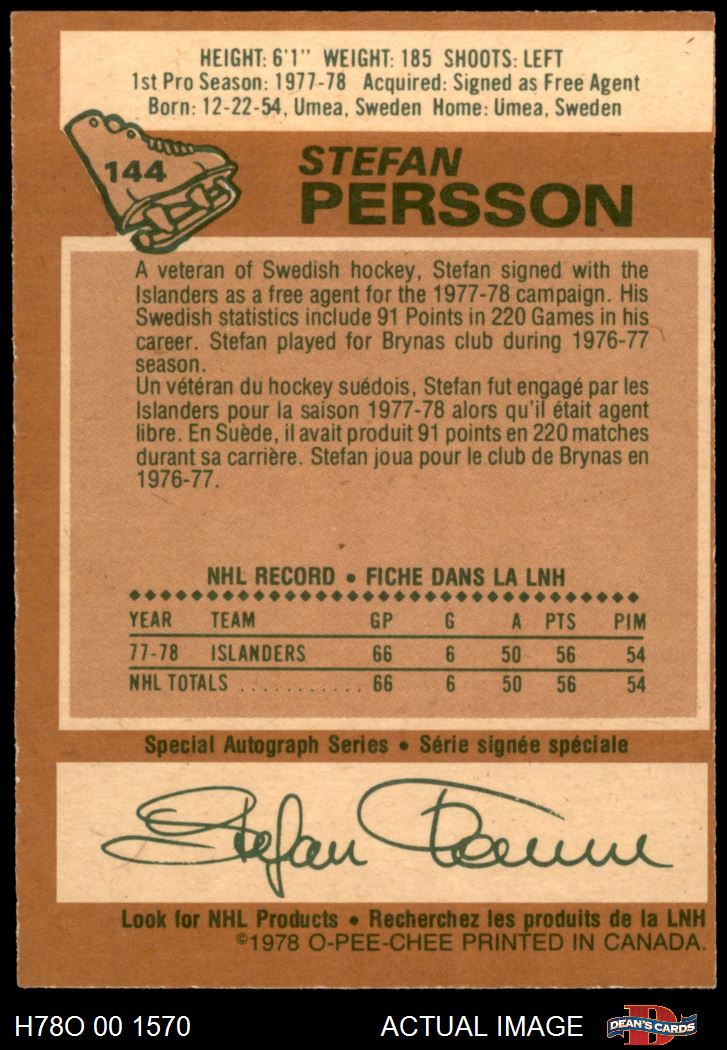 HEIGHT: 6'1" WEIGHT: 185 SHOOTS: LEFT
1st Pro Season: 1977-78 Acquired: Signed as Free Agent
Born: 12-22-54, Umea, Sweden Home: Umea, Sweden
144
STEFAN
PERSSON
A veteran of Swedish hockey, Stefan signed with the
Islanders as a free agent for the 1977-78 campaign. His
Swedish statistics include 91 Points in 220 Games in his
career. Stefan played for Brynas club during 1976-77
season.
Un vétéran du hockey suédois, Stefan fut engagé par les
Islanders pour la saison 1977-78 alors qu'il était agent
libre. En Suède, il avait produit 91 points en 220 matches
durant sa carrière. Stefan joua pour le club de Brynas en
1976-77.
NHL RECORD • FICHE DANS LA LNH
YEAR TEAM GP G A PTS PIM
77-78 ISLANDERS 66 6 50 56 54
NHL TOTALS ............ 66 6 50 56 54
Special Autograph Series • Série signée spéciale
Stefan Persson
Look for NHL Products • Recherchez les produits de la LNH
©1978 O-PEE-CHEE PRINTED IN CANADA.
H78O 00 1570 ACTUAL IMAGE DEAN'S CARDS